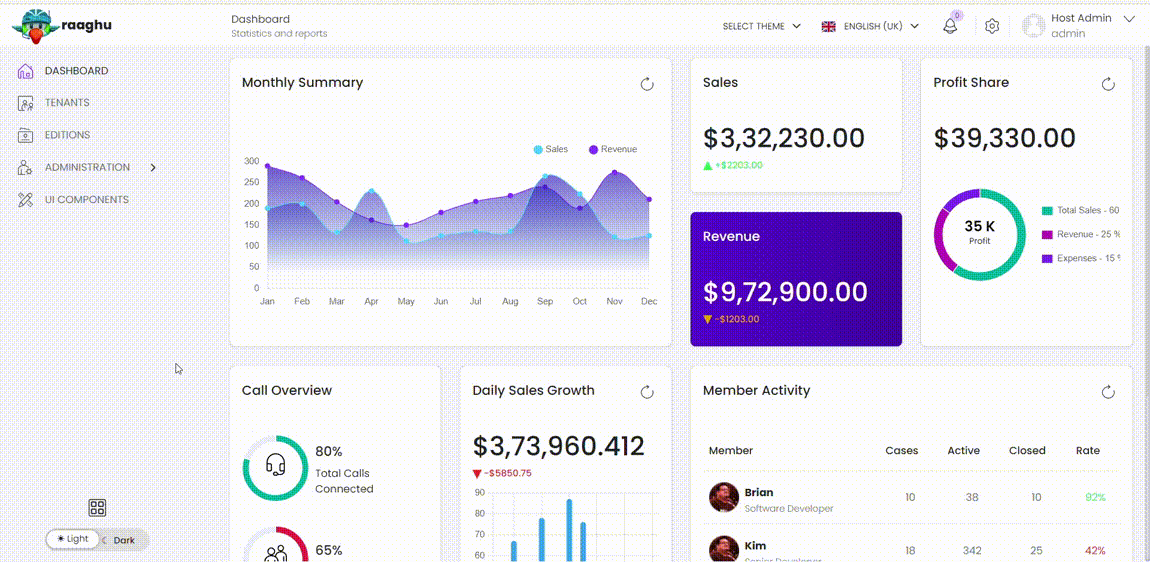 raaghu
Dashboard
Statistics and reports
SELECT THEME
ENGLISH (UK)
0
Host Admin
admin
DASHBOARD
TENANTS
EDITIONS
ADMINISTRATION
UI COMPONENTS
Light
Dark
Monthly Summary
Sales Revenue
300
250
200
150
100
50
0
Jan Feb Mar Apr May Jun Jul Aug Sep Oct Nov Dec
Sales
$3,32,230.00
+$2203.00
Revenue
$9,72,900.00
-$1203.00
Profit Share
$39,330.00
35 K
Profit
Total Sales - 60
Revenue - 25 %
Expenses - 15
Call Overview
80%
Total Calls
Connected
65%
Daily Sales Growth
$3,73,960.412
-$5850.75
90
80
70
60
Member Activity
Member Cases Active Closed Rate
Brian
Software Developer
10 38 10 92%
Kim
18 342 25 42%